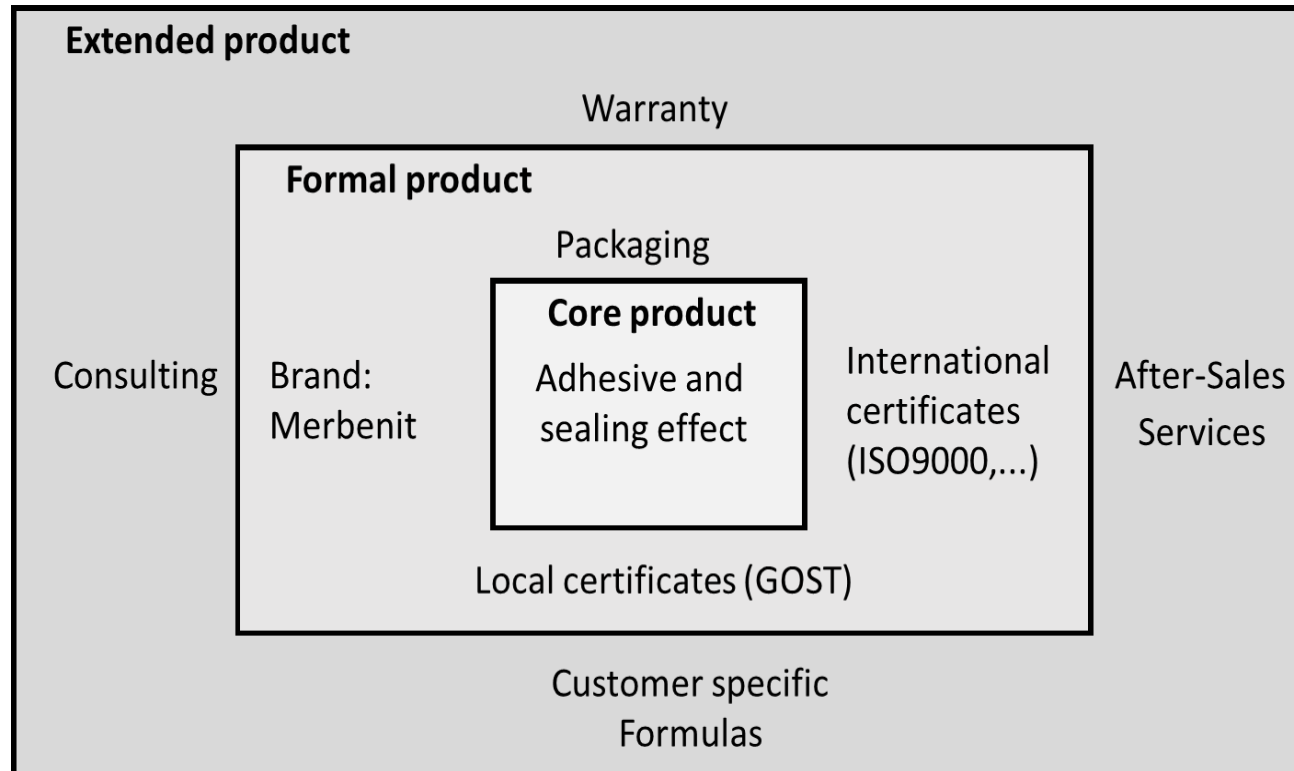 Extended product
Warranty
Formal product
Packaging
Core product
Adhesive and
sealing effect
Consulting
Brand:
Merbenit
International
certificates
(ISO9000,...)
After-Sales
Services
Local certificates (GOST)
Customer specific
Formulas